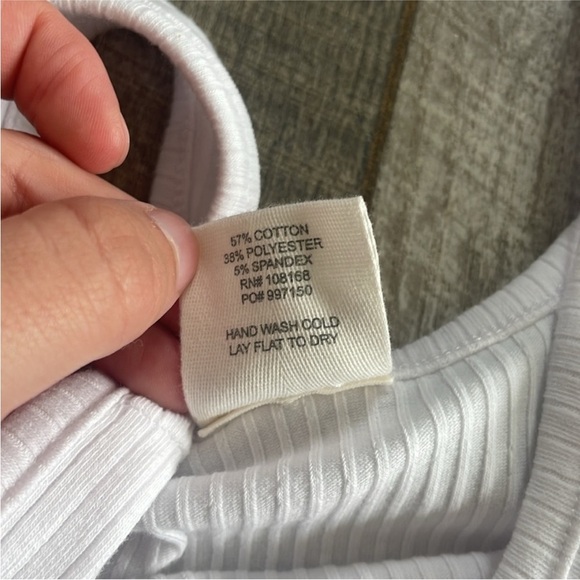 57% COTTON
38% POLYESTER
5% SPANDEX
RN# 108168
PO# 997150
HAND WASH COLD
LAY FLAT TO DRY